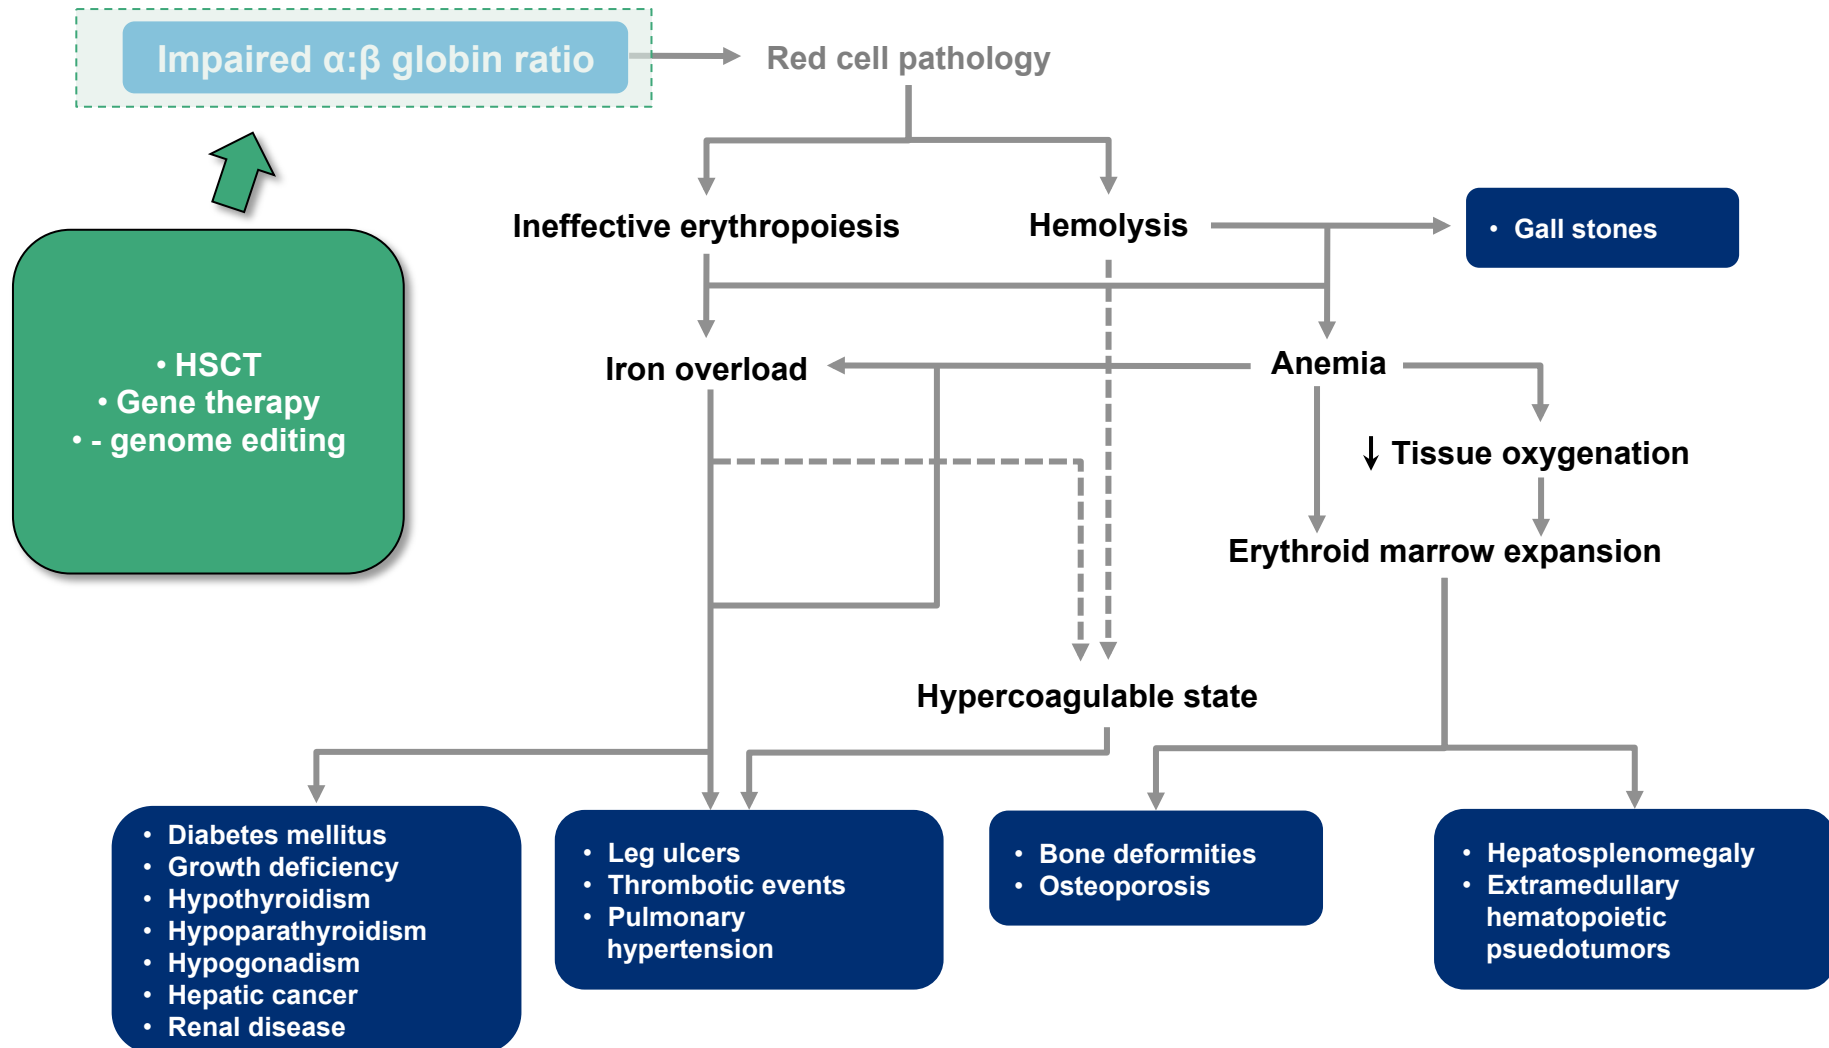 Impaired α:β globin ratio
Red cell pathology
Ineffective erythropoiesis
Hemolysis
• Gall stones
• HSCT
• Gene therapy
• - genome editing
Iron overload
Anemia
↓ Tissue oxygenation
Erythroid marrow expansion
Hypercoagulable state
• Diabetes mellitus
• Growth deficiency
• Hypothyroidism
• Hypoparathyroidism
• Hypogonadism
• Hepatic cancer
• Renal disease
• Leg ulcers
• Thrombotic events
• Pulmonary
hypertension
• Bone deformities
• Osteoporosis
• Hepatosplenomegaly
• Extramedullary
hematopoietic
psuedotumors